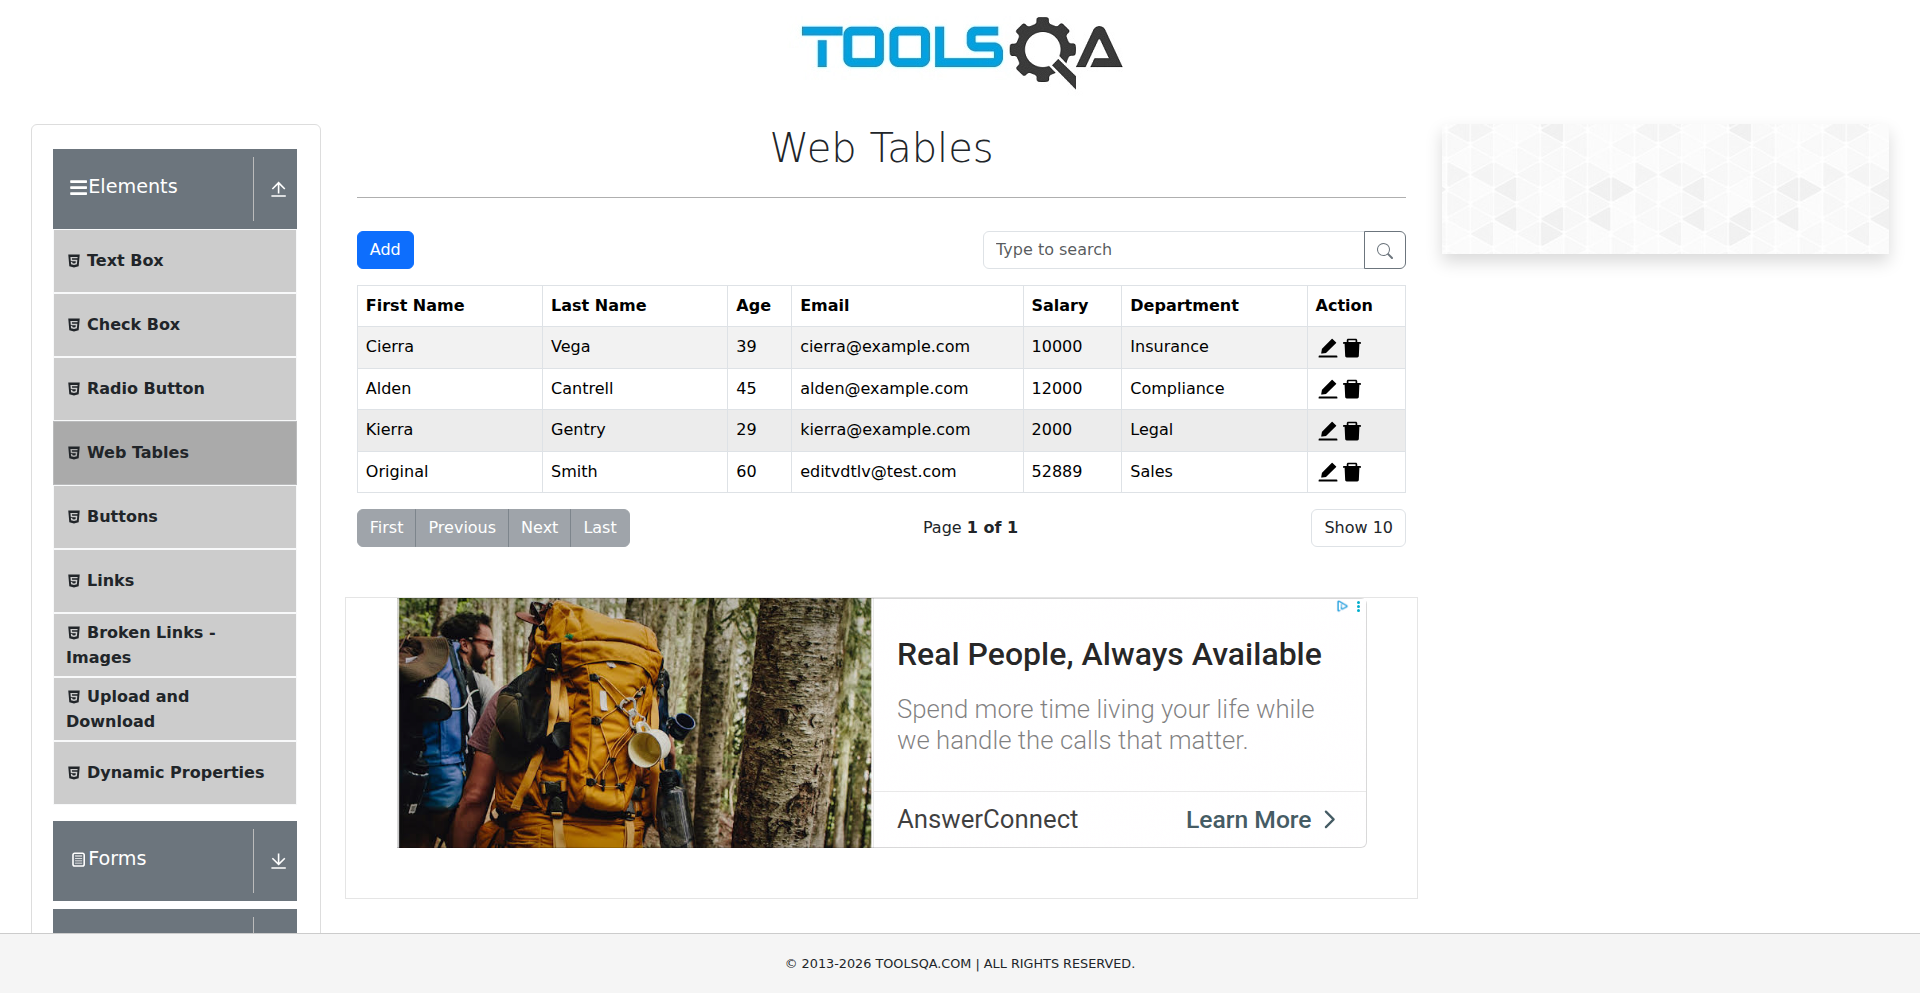 TOOLSQA
Web Tables
Elements
Text Box
Check Box
Radio Button
Web Tables
Buttons
Links
Broken Links -
Images
Upload and
Download
Dynamic Properties
Forms
Add
Type to search
First Name Last Name Age Email Salary Department Action
Cierra Vega 39 cierra@example.com 10000 Insurance
Alden Cantrell 45 alden@example.com 12000 Compliance
Kierra Gentry 29 kierra@example.com 2000 Legal
Original Smith 60 editvdtlv@test.com 52889 Sales
First Previous Next Last Page 1 of 1 Show 10
Real People, Always Available
Spend more time living your life while
we handle the calls that matter.
AnswerConnect Learn More
© 2013-2026 TOOLSQA.COM | ALL RIGHTS RESERVED.